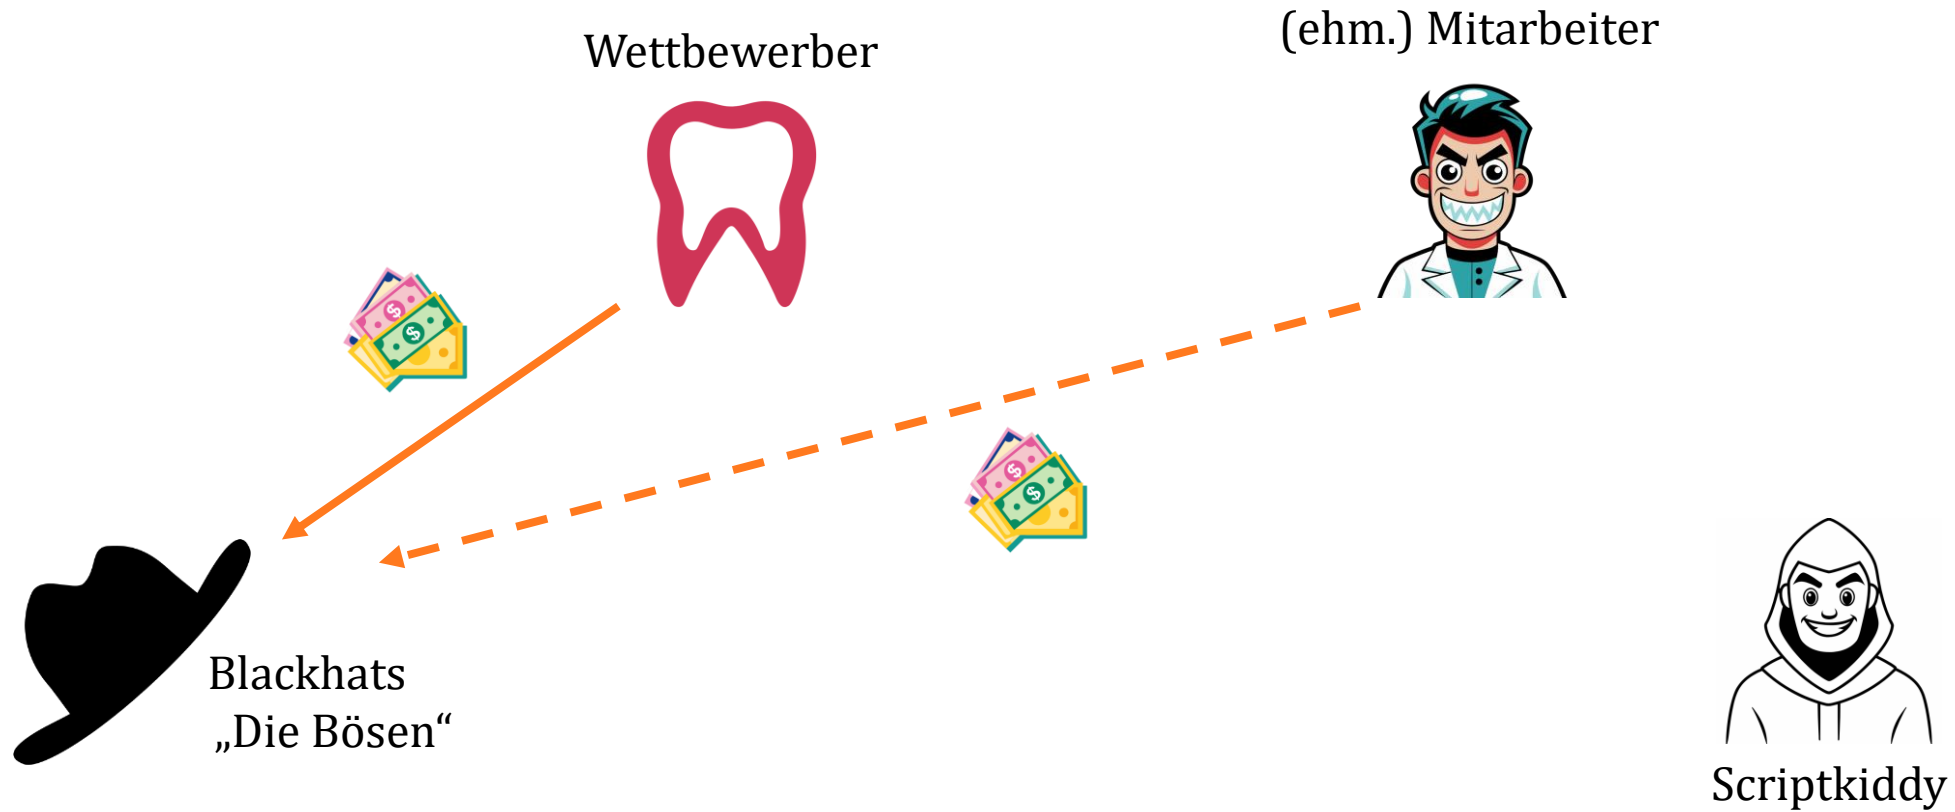 Wettbewerber
(ehm.) Mitarbeiter
Blackhats
„Die Bösen“
Scriptkiddy